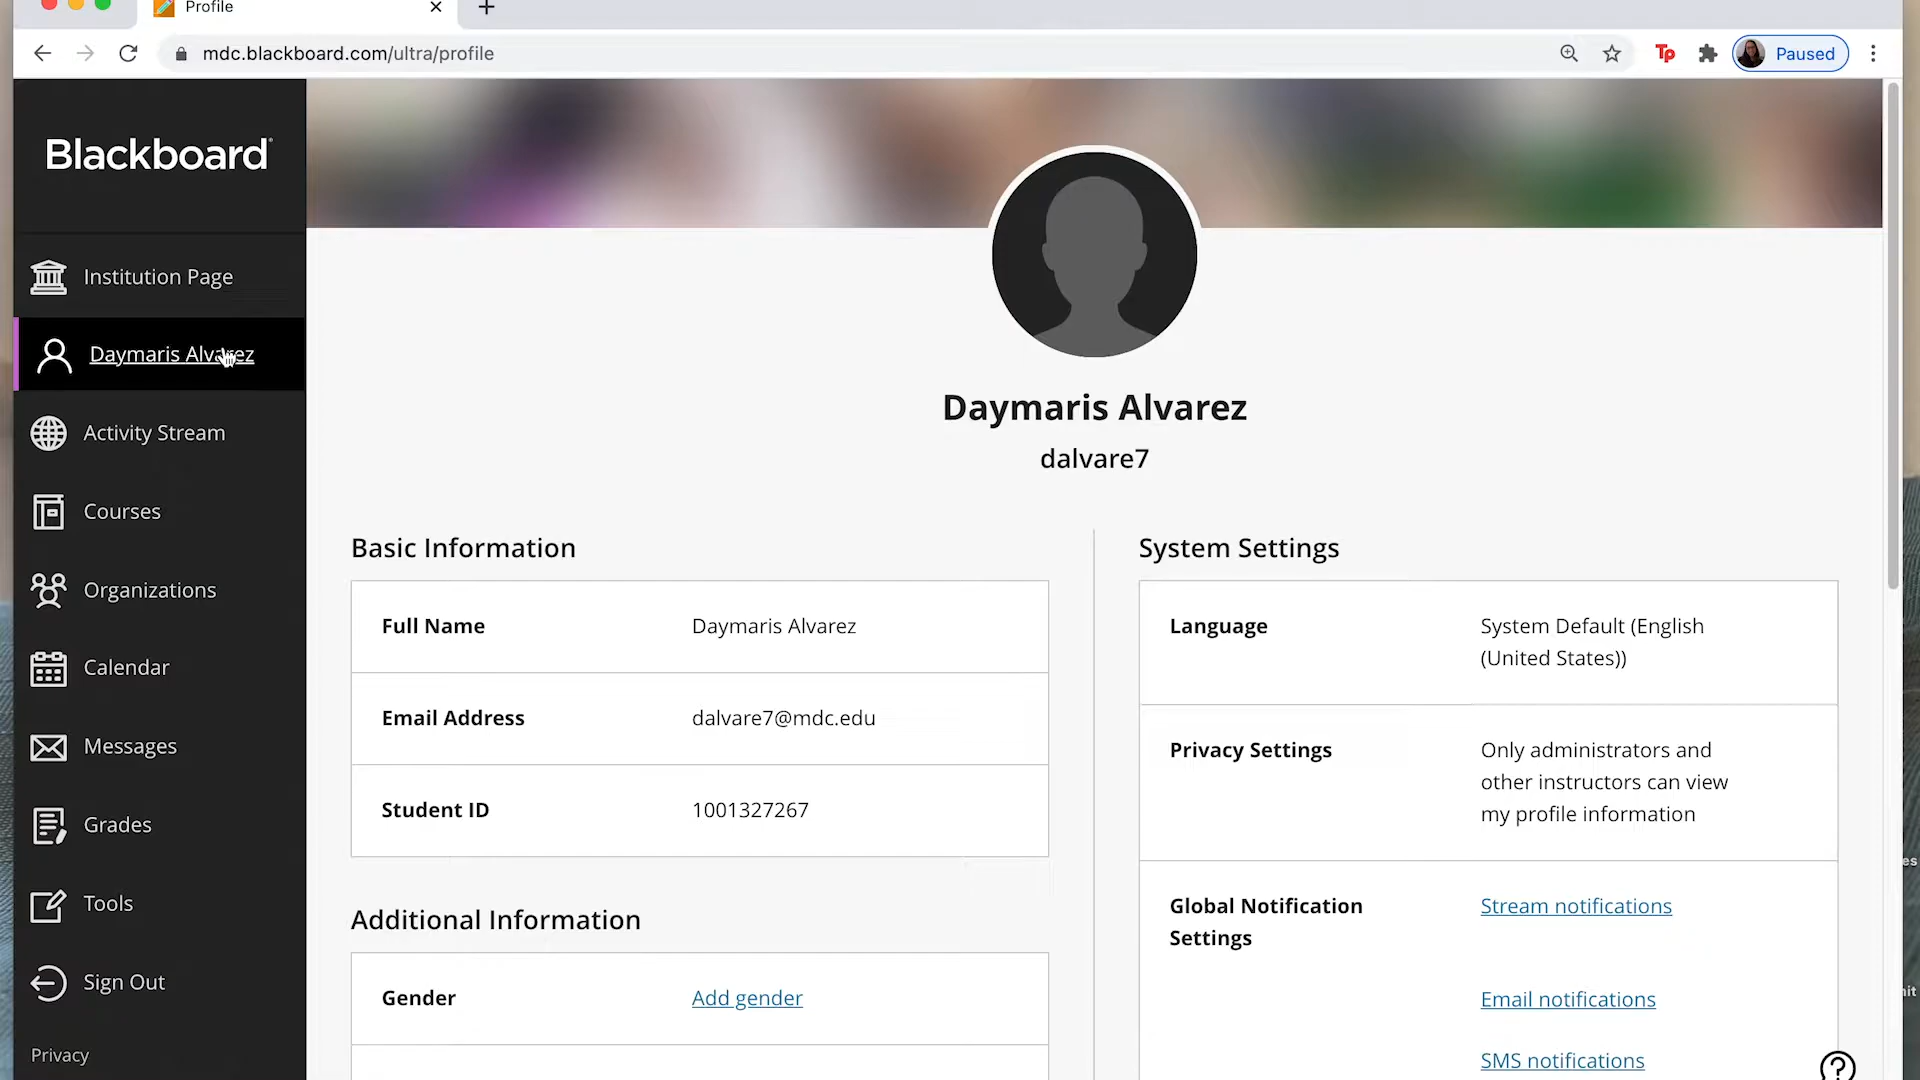 Profile
mdc.blackboard.com/ultra/profile
Tp
Paused
Blackboard
Institution Page
Daymaris Alvarez
Activity Stream
Courses
Organizations
Calendar
Messages
Grades
Tools
Sign Out
Privacy
Daymaris Alvarez
dalvare7
Basic Information
Full Name Daymaris Alvarez
Email Address dalvare7@mdc.edu
Student ID 1001327267
Additional Information
Gender Add gender
System Settings
Language System Default (English
(United States))
Privacy Settings Only administrators and
other instructors can view
my profile information
Global Notification Stream notifications
Settings
Email notifications
SMS notifications
?